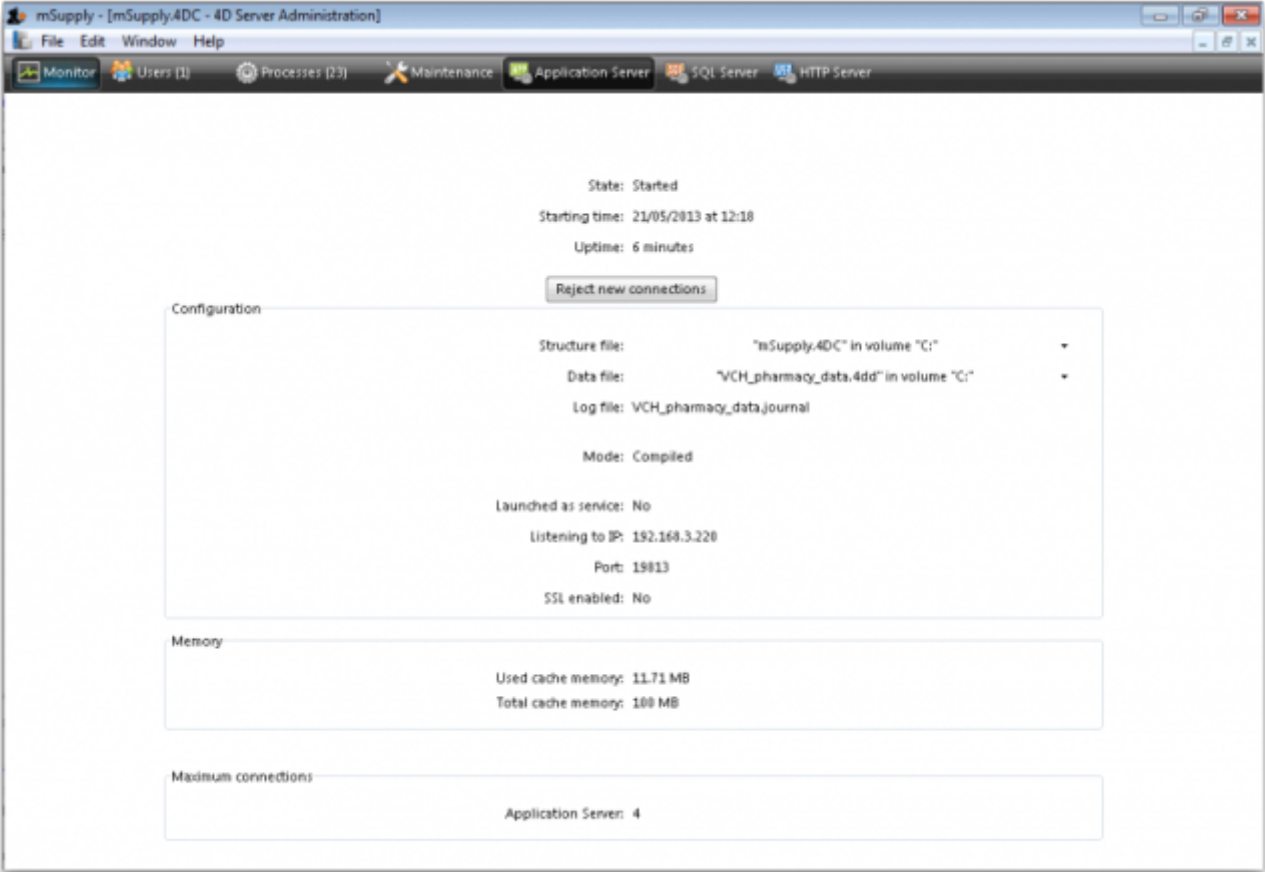 mSupply - [mSupply.4DC - 4D Server Administration]
File Edit Window Help
Monitor Users (1) Processes (23) Maintenance Application Server SQL Server HTTP Server
State: Started
Starting time: 21/05/2013 at 12:18
Uptime: 6 minutes
Reject new connections
Configuration
Structure file: "mSupply.4DC" in volume "C:"
Data file: "VCH_pharmacy_data.4dd" in volume "C:"
Log file: VCH_pharmacy_data.journal
Mode: Compiled
Launched as service: No
Listening to IP: 192.168.3.220
Port: 19813
SSL enabled: No
Memory
Used cache memory: 11.71 MB
Total cache memory: 100 MB
Maximum connections
Application Server: 4